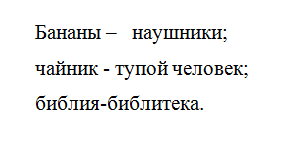 Бананы –   наушники;
чайник - тупой человек;
библия-библитека.